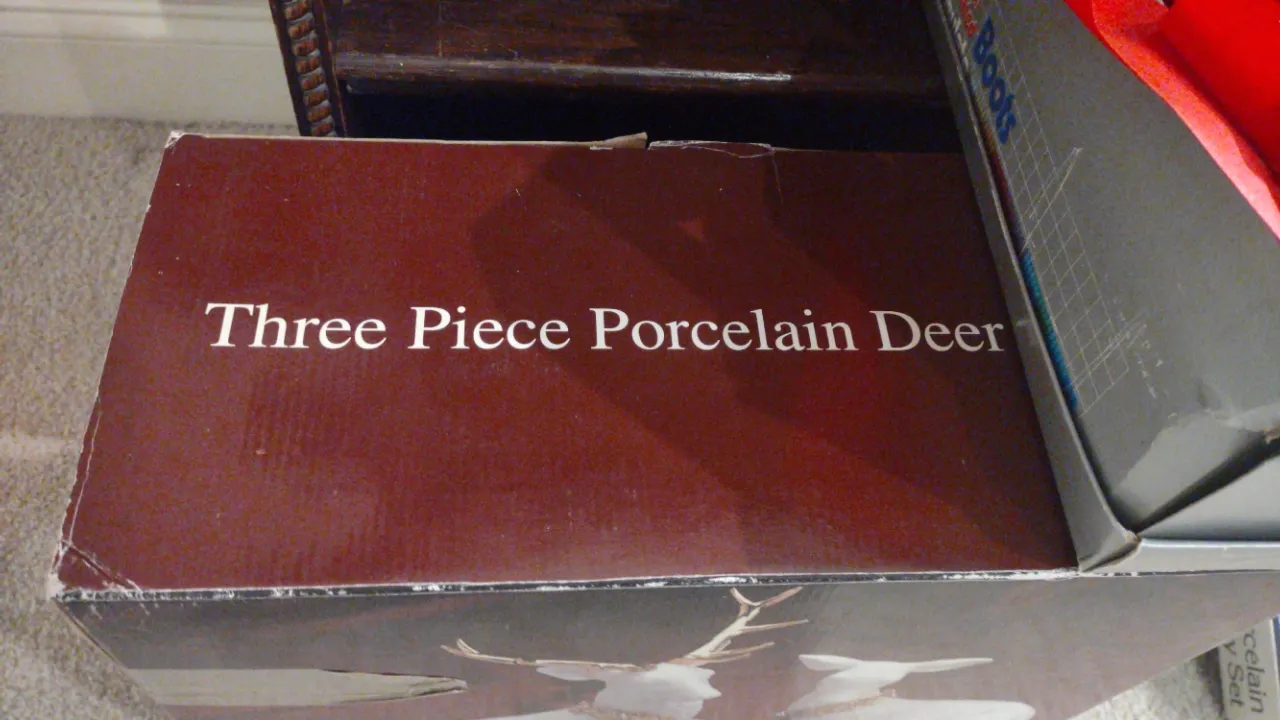 Three Piece Porcelain Deer
Boots
rcelain
y Set